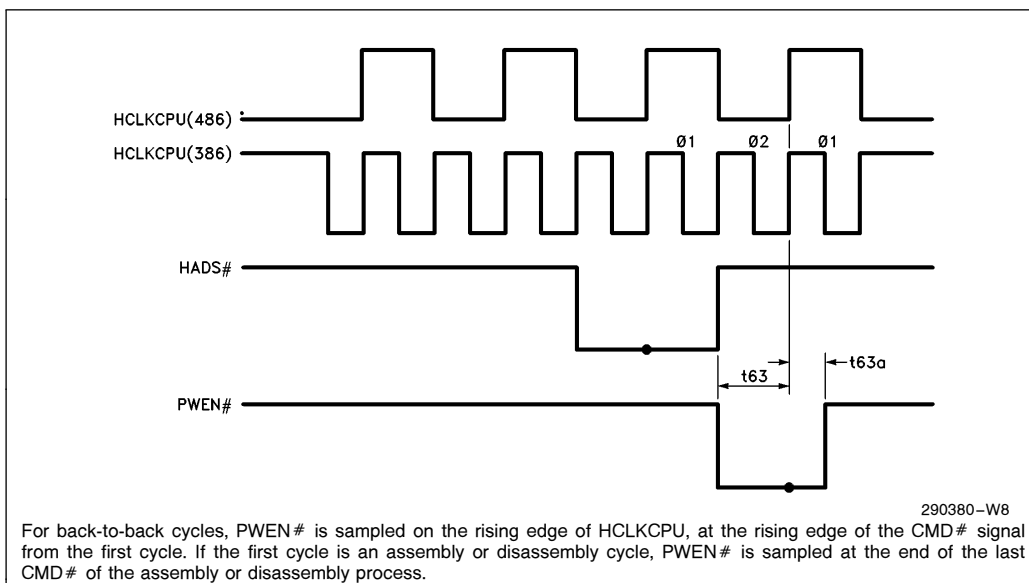 HCLKCPU(486)
HCLKCPU(386)
Ø1
Ø2
Ø1
HADS#
t63
t63a
PWEN#
290380–W8
For back-to-back cycles, PWEN# is sampled on the rising edge of HCLKCPU, at the rising edge of the CMD# signal
from the first cycle. If the first cycle is an assembly or disassembly cycle, PWEN# is sampled at the end of the last
CMD# of the assembly or disassembly process.